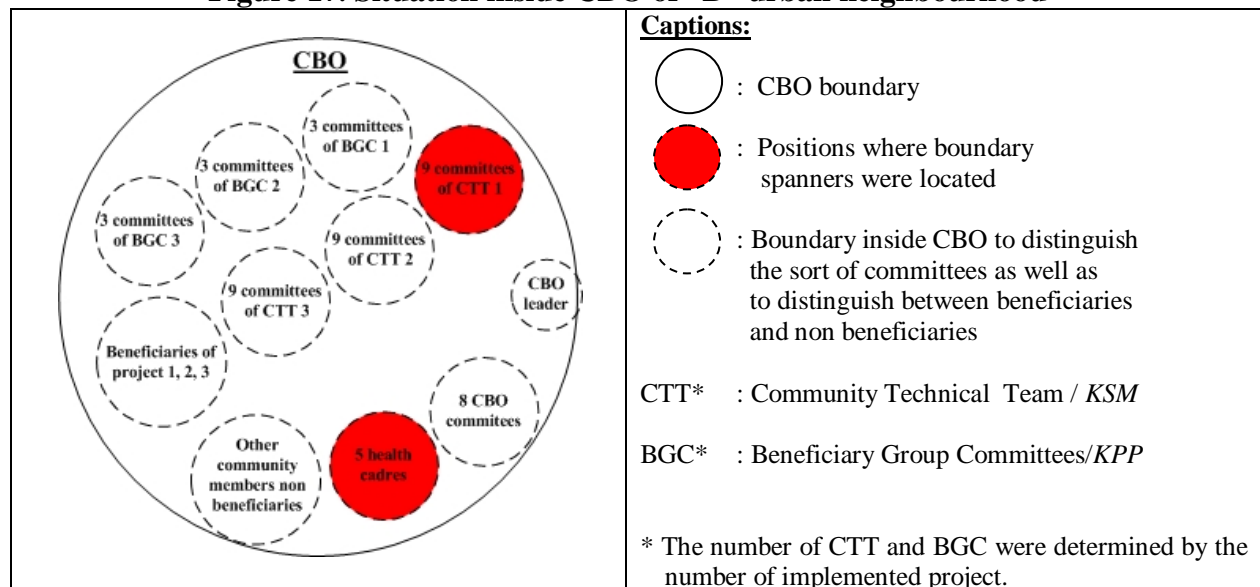 Figure Situation inside CBO of "B" urban neighbourhood
CBO
3 committees
of BGC 1
3 committees
of BGC 2
9 committees
of CTT 1
3 committees
of BGC 3
9 committees
of CTT 2
9 committees
of CTT 3
CBO
leader
Beneficiaries of
project 1, 2, 3
8 CBO
commitees
Other
community
members non
beneficiaries
5 health
cadres
Captions:
: CBO boundary
: Positions where boundary
spanners were located
: Boundary inside CBO to distinguish
the sort of committees as well as
to distinguish between beneficiaries
and non beneficiaries
CTT* : Community Technical Team / KSM
BGC* : Beneficiary Group Committees/KPP
* The number of CTT and BGC were determined by the
number of implemented project.